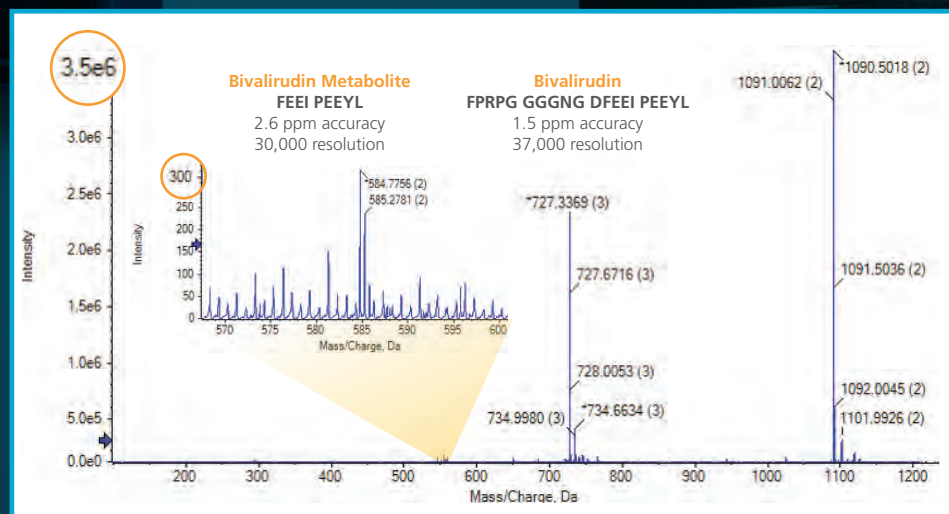 3.5e6
3.0e6
2.5e6
2.0e6
1.5e6
1.0e6
5.0e5
0.0e0
Intensity
Bivalirudin Metabolite
FEEI PEEYL
2.6 ppm accuracy
30,000 resolution
Bivalirudin
FPRPG GGGNG DFEEI PEEYL
1.5 ppm accuracy
37,000 resolution
300
250
200
150
100
50
0
Intensity
*584.7756 (2)
585.2781 (2)
570 575 580 585 590 595 600
Mass/Charge, Da
*727.3369 (3)
727.6716 (3)
728.0053 (3)
734.9980 (3)
*734.6634 (3)
*1090.5018 (2)
1091.0062 (2)
1091.5036 (2)
1092.0045 (2)
1101.9926 (2)
200 300 400 500 600 700 800 900 1000 1100 1200
Mass/Charge, Da